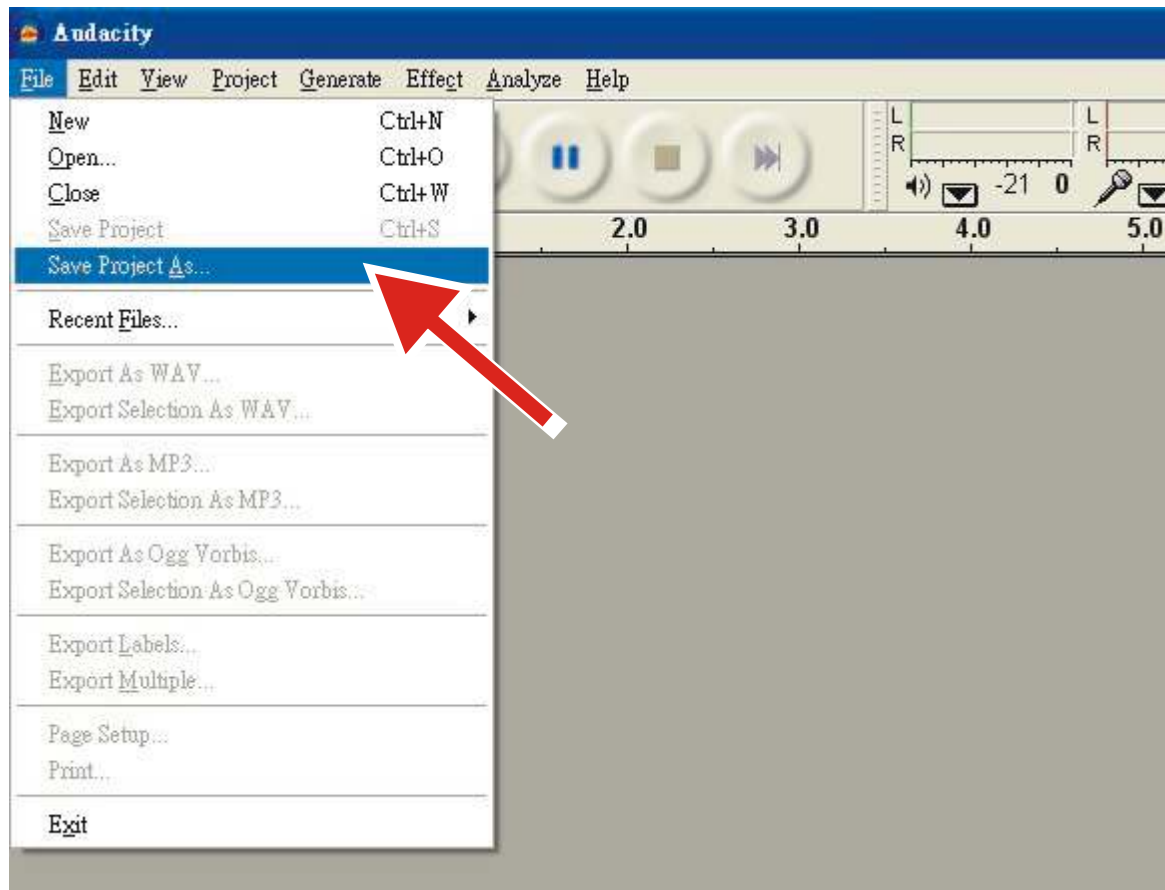 Audacity
File Edit View Project Generate Effect Analyze Help
New Ctrl+N
Open... Ctrl+O
Close Ctrl+W
Save Project Ctrl+S
Save Project As...
Recent Files...
Export As WAV...
Export Selection As WAV...
Export As MP3...
Export Selection As MP3...
Export As Ogg Vorbis...
Export Selection As Ogg Vorbis...
Export Labels...
Export Multiple...
Page Setup...
Print...
Exit
L L
R R
-21 0
2.0 3.0 4.0 5.0